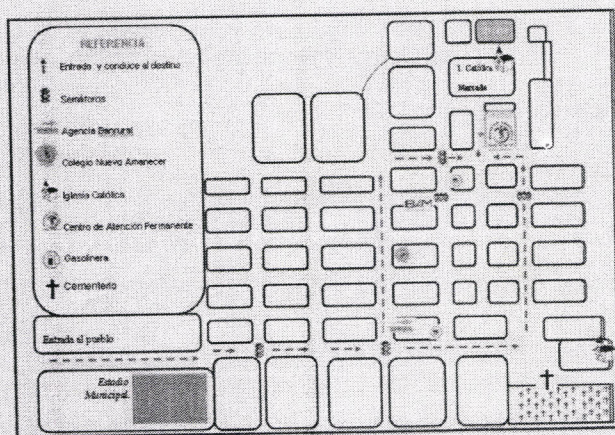 REFERENCIA
Entrada y conduce al destino
Semáforos
Agencia Banrural
Colegio Nuevo Amanecer
Iglesia Católica
Centro de Atención Permanente
Gasolinera
Cementerio
I. Católica
Mercado
Entrada al pueblo
Estadio
Municipal.